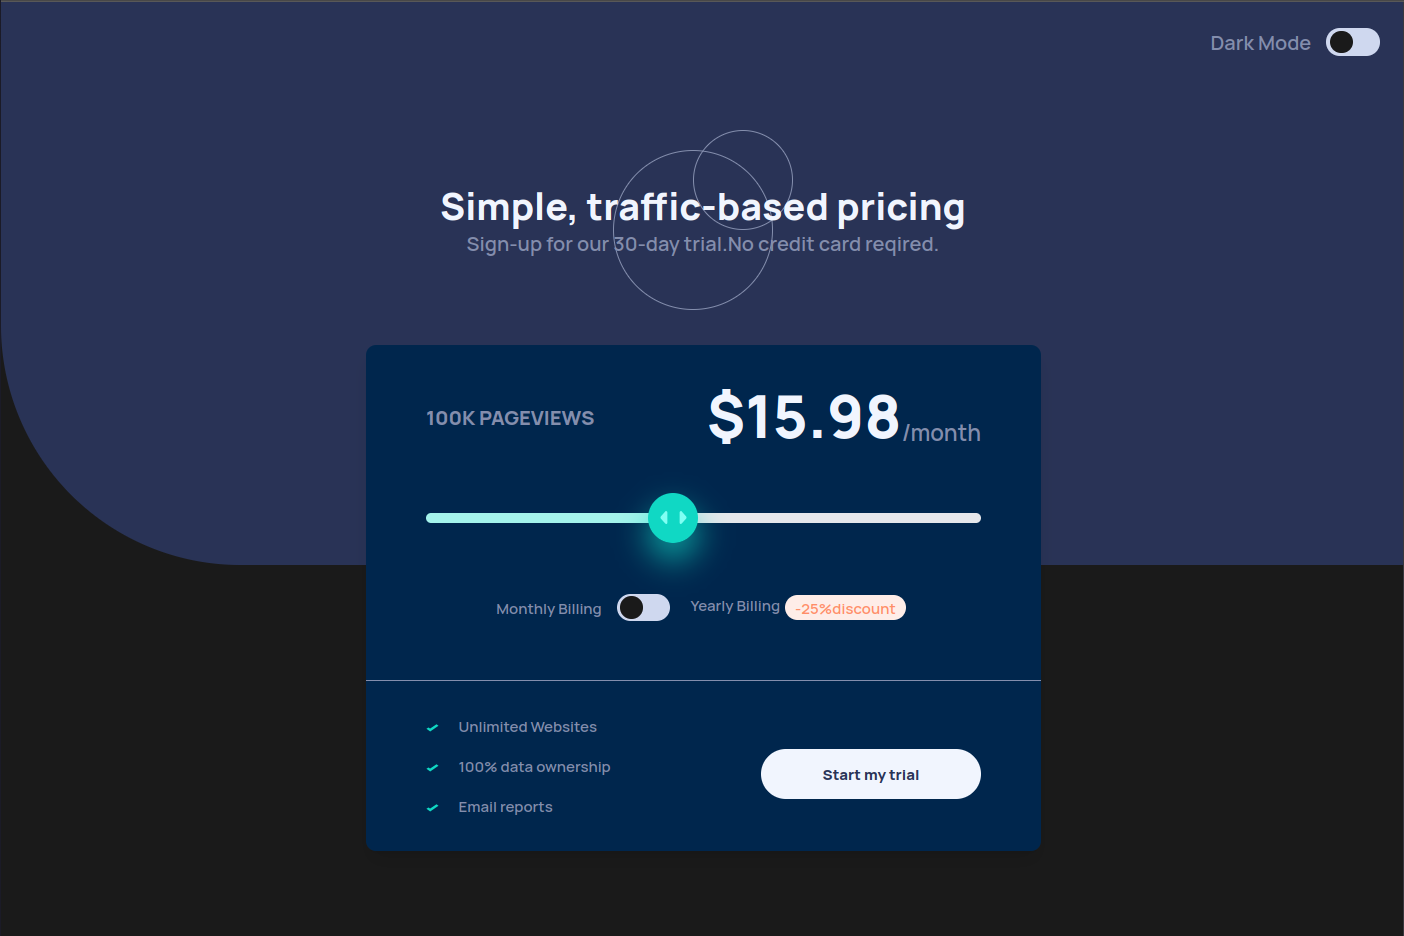 Dark Mode
Simple, traffic-based pricing
Sign-up for our 30-day trial.No credit card reqired.
100K PAGEVIEWS
$15.98/month
Monthly Billing
Yearly Billing -25%discount
Unlimited Websites
100% data ownership
Email reports
Start my trial